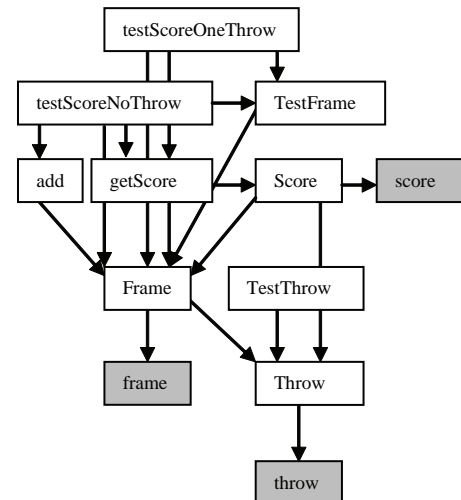 testScoreOneThrow
testScoreNoThrow
TestFrame
add
getScore
Score
score
Frame
TestThrow
frame
Throw
throw